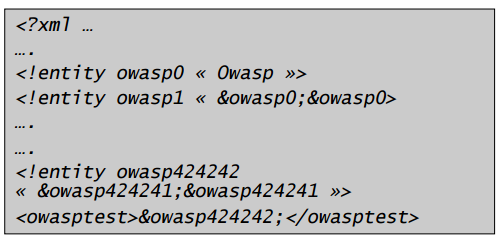 <?xml …
….
<!entity owasp0 « Owasp »>
<!entity owasp1 « &owasp0;&owasp0>
….
….
<!entity owasp424242
« &owasp424241;&owasp424241 »>
<owasptest>&owasp424242;</owasptest>